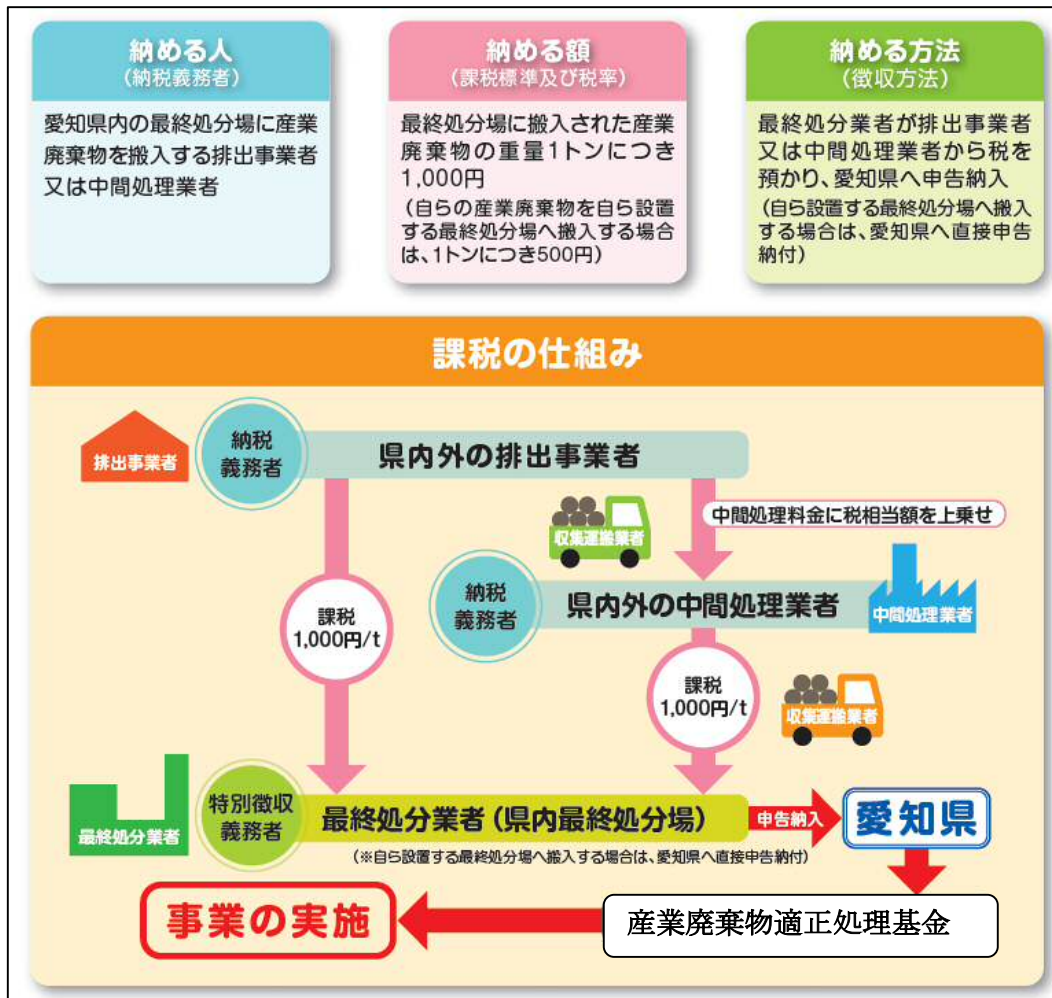 納める人
（納税義務者）
愛知県内の最終処分場に産業
廃棄物を搬入する排出事業者
又は中間処理業者
納める額
（課税標準及び税率）
最終処分場に搬入された産業
廃棄物の重量1トンにつき
1,000円
（自らの産業廃棄物を自ら設置
する最終処分場へ搬入する場合
は、1トンにつき500円）
納める方法
（徴収方法）
最終処分業者が排出事業者
又は中間処理業者から税を
預かり、愛知県へ申告納入
（自ら設置する最終処分場へ搬入
する場合は、愛知県へ直接申告
納付）
課税の仕組み
排出事業者
納税
義務者
県内外の排出事業者
収集運搬業者
中間処理料金に税相当額を上乗せ
課税
1,000円/t
納税
義務者
県内外の中間処理業者
中間処理業者
課税
1,000円/t
収集運搬業者
最終処分業者
特別徴収
義務者
最終処分業者（県内最終処分場）
申告納入
愛知県
（※自ら設置する最終処分場へ搬入する場合は、愛知県へ直接申告納付）
事業の実施
産業廃棄物適正処理基金